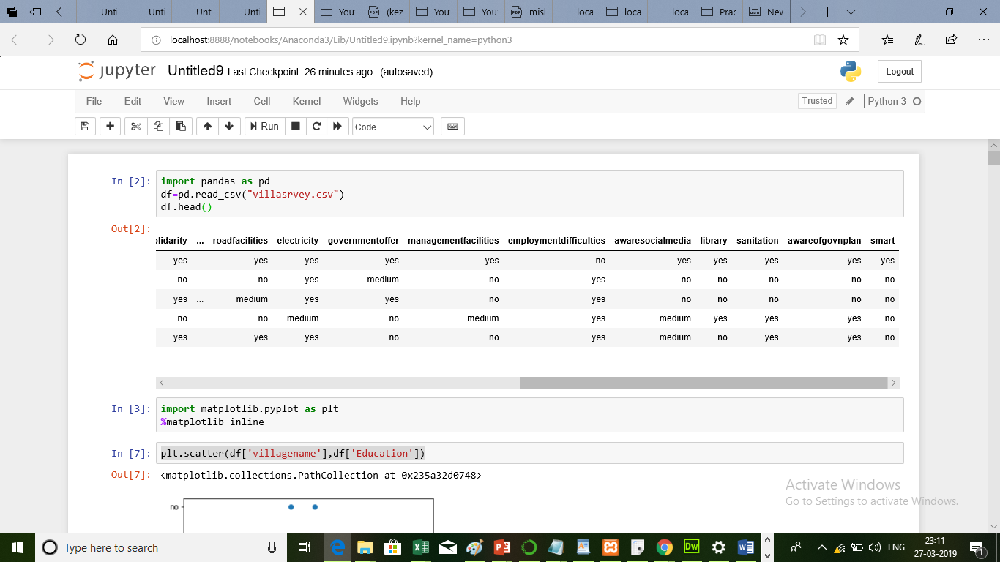 Unti Unti Unti Unti You (kez You You misl loca loca loca Prac Nev
localhost:8888/notebooks/Anaconda3/Lib/Untitled9.ipynb?kernel_name=python3
jupyter Untitled9 Last Checkpoint: 26 minutes ago (autosaved) Logout
File Edit View Insert Cell Kernel Widgets Help Trusted Python 3
Run Code
In [2]: import pandas as pd
df=pd.read_csv("villasrvey.csv")
df.head()
Out[2]:
olidarity ... roadfacilities electricity governmentoffer managementfacilities employmentdifficulties awaresocialmedia library sanitation awareofgovnplan smart
yes ... yes yes yes yes no yes yes yes yes yes
no ... no yes medium no yes no no no no no
yes ... medium yes yes no yes no no no no no
no ... no medium no medium yes medium yes yes yes no
yes ... yes yes no no yes medium no yes yes no
In [3]: import matplotlib.pyplot as plt
%matplotlib inline
In [7]: plt.scatter(df['villagename'],df['Education'])
Out[7]: <matplotlib.collections.PathCollection at 0x235a32d0748>
no
Activate Windows
Go to Settings to activate Windows.
Type here to search Dw ENG 23:11
27-03-2019
1